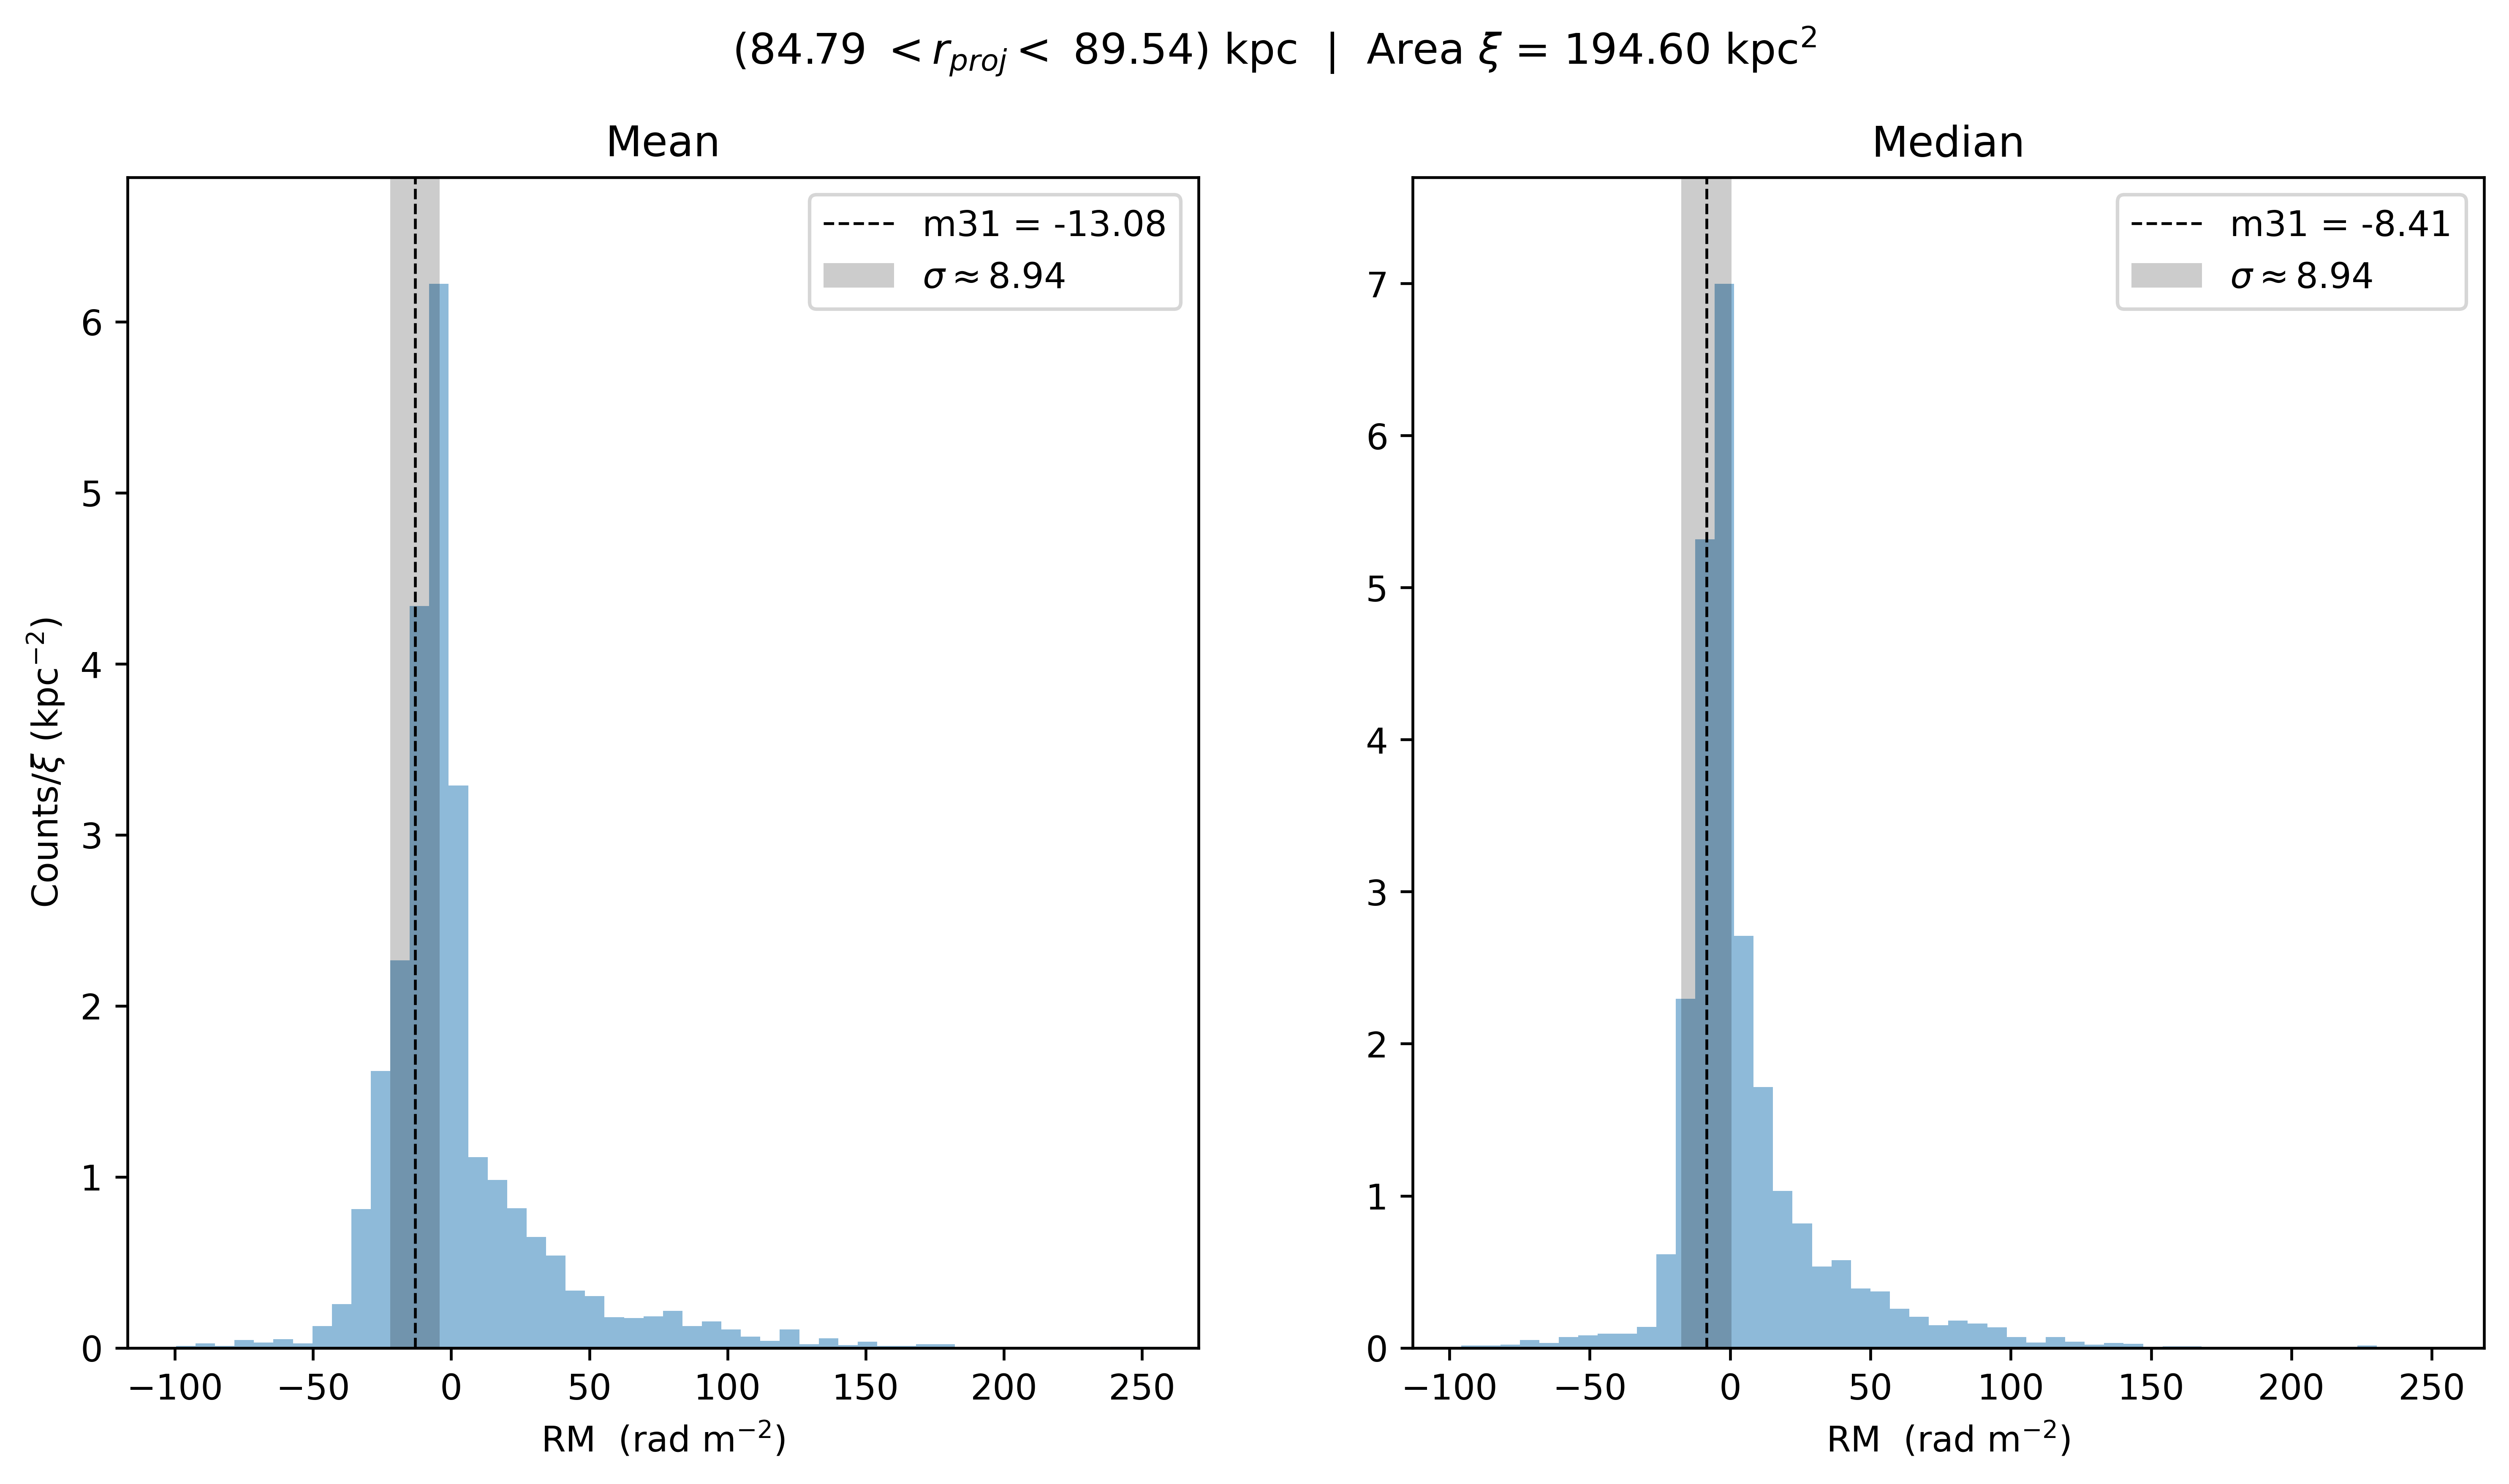 (84.79 < r_proj < 89.54) kpc | Area ξ = 194.60 kpc²
Mean
m31 = -13.08
σ ≈ 8.94
Counts/ξ (kpc⁻²)
6
5
4
3
2
1
0
−100 −50 0 50 100 150 200 250
RM (rad m⁻²)
Median
m31 = -8.41
σ ≈ 8.94
7
6
5
4
3
2
1
0
−100 −50 0 50 100 150 200 250
RM (rad m⁻²)